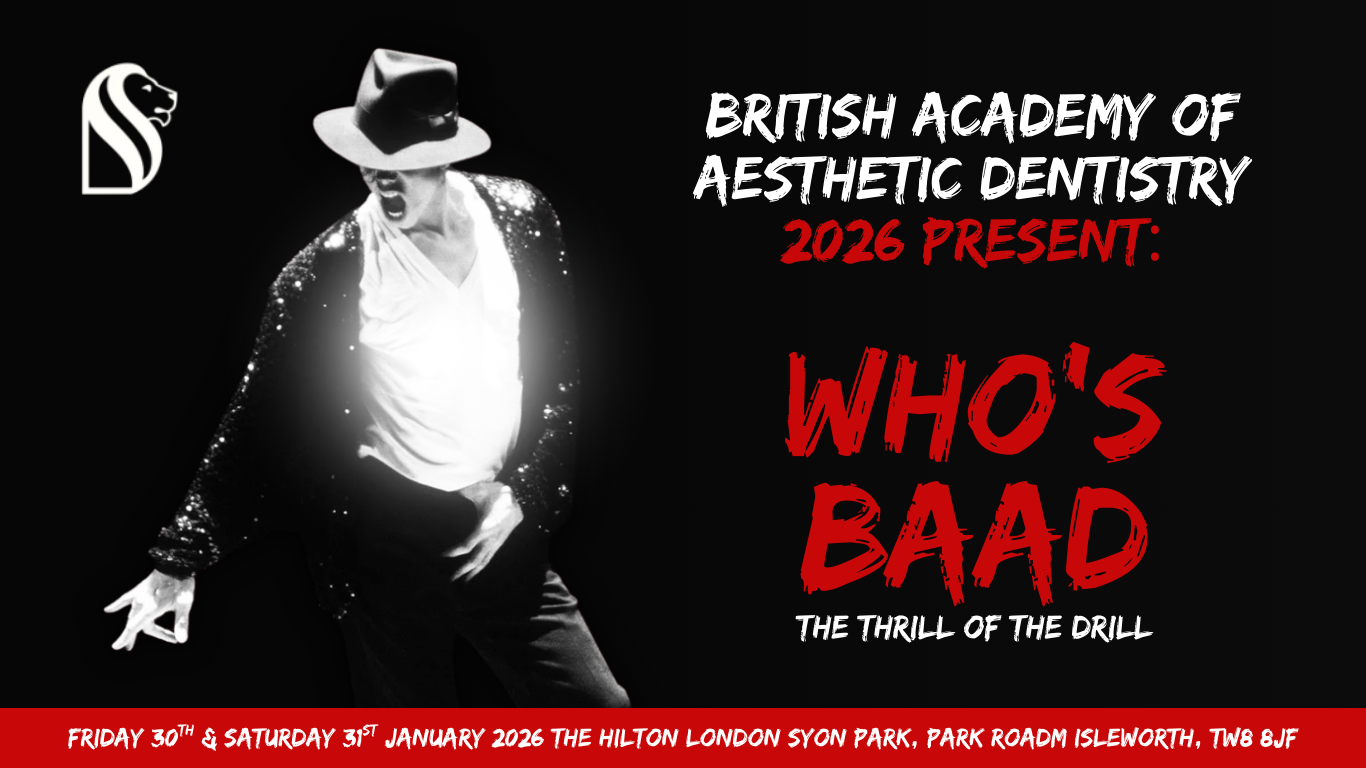 BRITISH ACADEMY OF
AESTHETIC DENTISTRY
2026 PRESENT:
WHO'S
BAAD
THE THRILL OF THE DRILL
FRIDAY 30TH & SATURDAY 31ST JANUARY 2026 THE HILTON LONDON SYON PARK, PARK ROADM ISLEWORTH, TW8 8JF